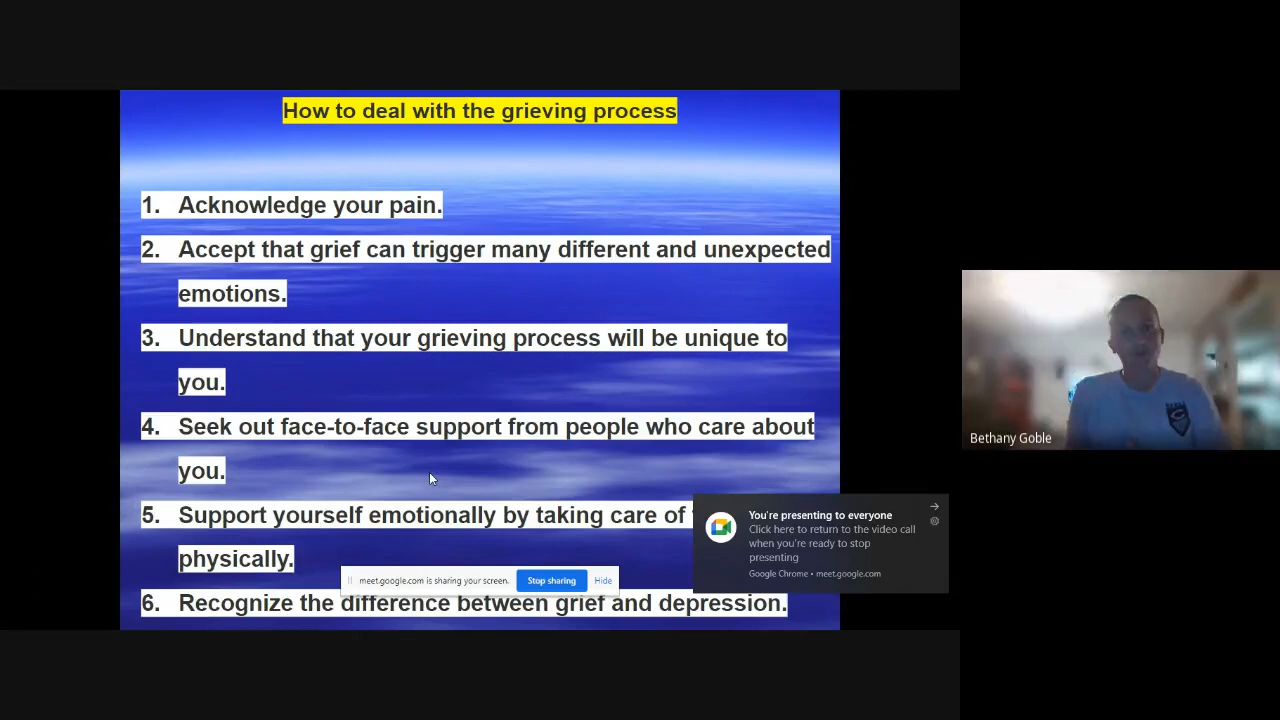 How to deal with the grieving process
1. Acknowledge your pain.
2. Accept that grief can trigger many different and unexpected
emotions.
3. Understand that your grieving process will be unique to
you.
4. Seek out face-to-face support from people who care about
you.
5. Support yourself emotionally by taking care of
physically.
6. Recognize the difference between grief and depression.
meet.google.com is sharing your screen. Stop sharing Hide
You're presenting to everyone
Click here to return to the video call
when you're ready to stop
presenting
Google Chrome • meet.google.com
Bethany Goble